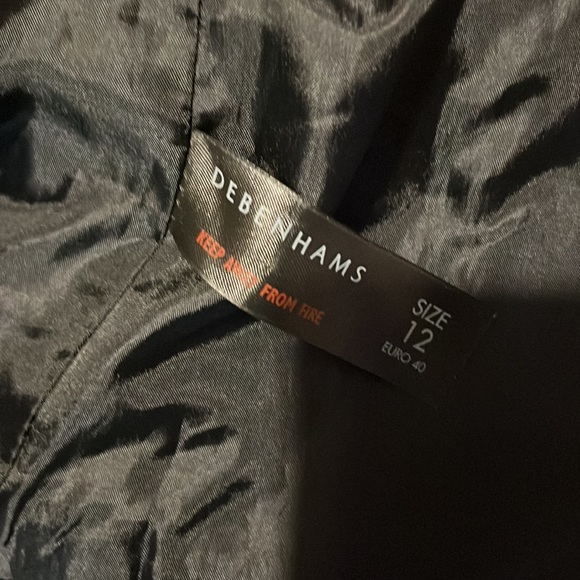 DEBENHAMS
KEEP AWAY FROM FIRE
SIZE
12
EURO 40